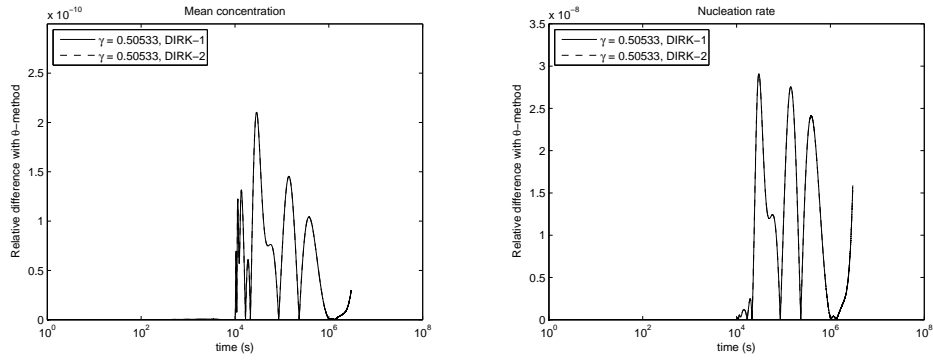 Mean concentration
x 10^-10
2.5
2
1.5
1
0.5
0
Relative difference with θ−method
γ = 0.50533, DIRK−1
γ = 0.50533, DIRK−2
10^0
10^2
10^4
10^6
10^8
time (s)
Nucleation rate
x 10^-8
3.5
3
2.5
2
1.5
1
0.5
0
Relative difference with θ−method
γ = 0.50533, DIRK−1
γ = 0.50533, DIRK−2
10^0
10^2
10^4
10^6
10^8
time (s)